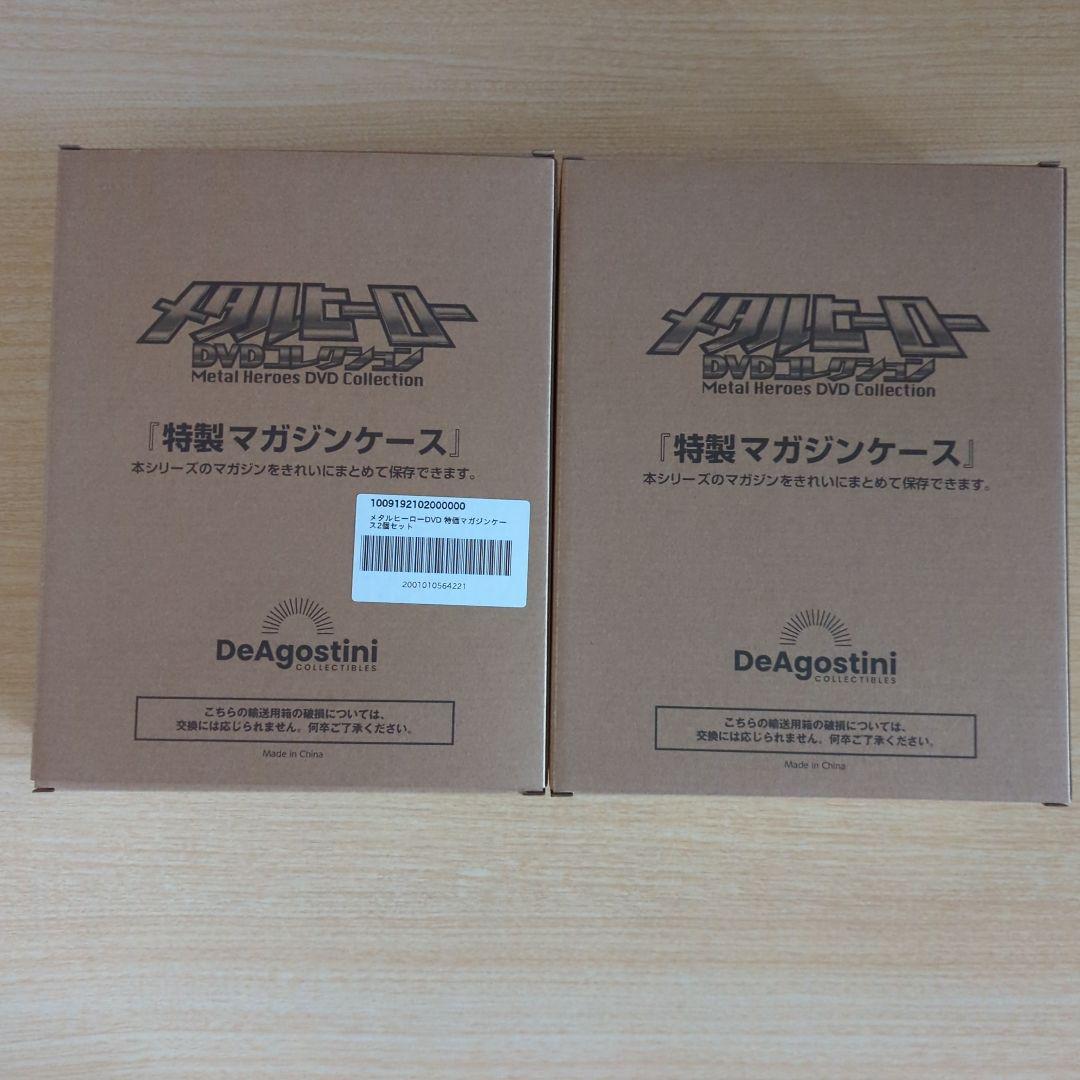 メタルヒーロー
DVDコレクション
Metal Heroes DVD Collection
『特製マガジンケース』
本シリーズのマガジンをきれいにまとめて保存できます。
1009192102000000
メタルヒーローDVD 特価マガジンケー
ス2個セット
2001010564221
DeAgostini
COLLECTIBLES
こちらの輸送用箱の破損については、
交換には応じられません。何卒ご了承ください。
Made in China
メタルヒーロー
DVDコレクション
Metal Heroes DVD Collection
『特製マガジンケース』
本シリーズのマガジンをきれいにまとめて保存できます。
DeAgostini
COLLECTIBLES
こちらの輸送用箱の破損については、
交換には応じられません。何卒ご了承ください。
Made in China